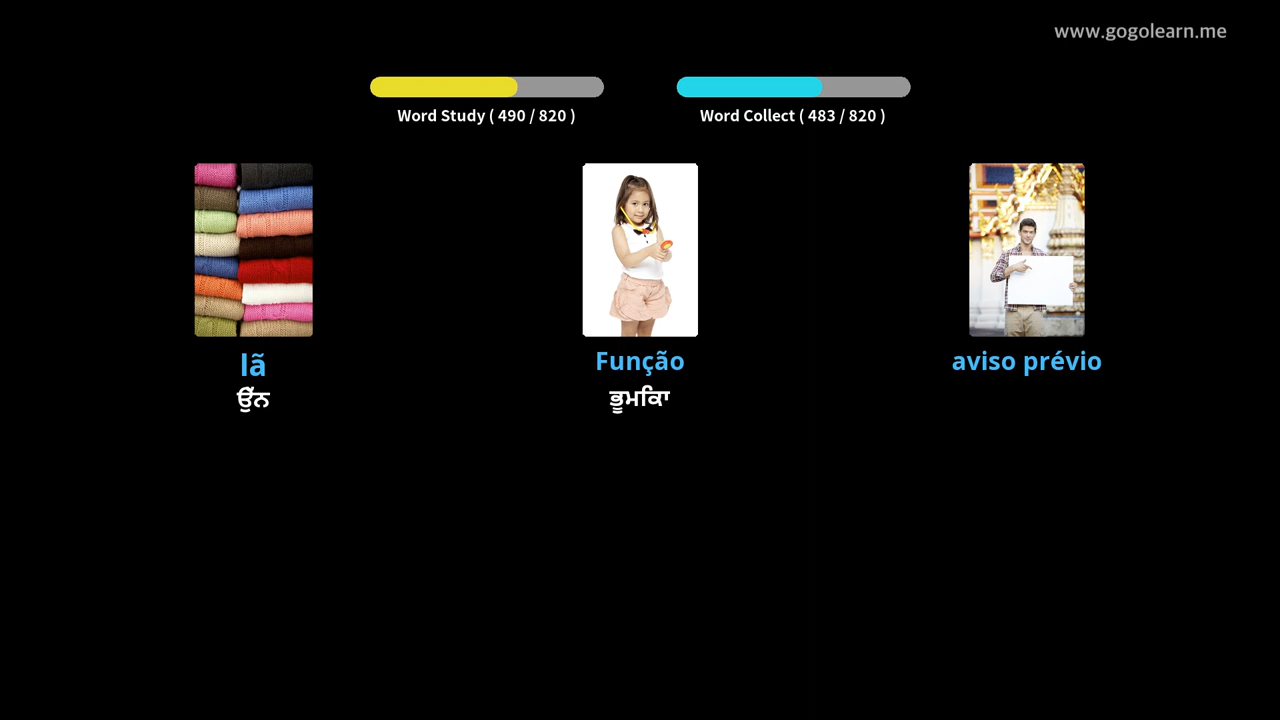 www.gogolearn.me
Word Study ( 490 / 820 )
Word Collect ( 483 / 820 )
lã
Função
aviso prévio
ਉੱਨ
ਭੂਮਿਕਾ